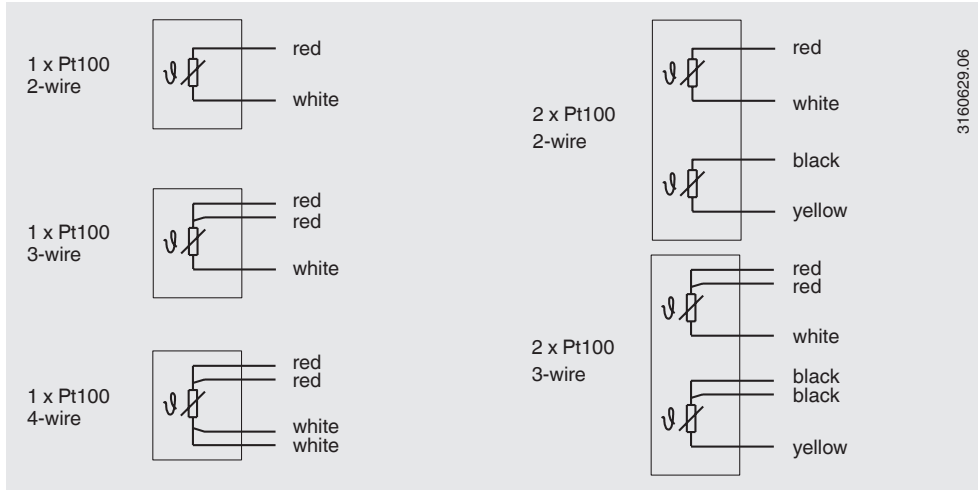 1 x Pt100
2-wire
red
white
1 x Pt100
3-wire
red
red
white
1 x Pt100
4-wire
red
red
white
white
2 x Pt100
2-wire
red
white
black
yellow
2 x Pt100
3-wire
red
red
white
black
black
yellow
3160629.06
ϑ
ϑ
ϑ
ϑ
ϑ
ϑ
ϑ